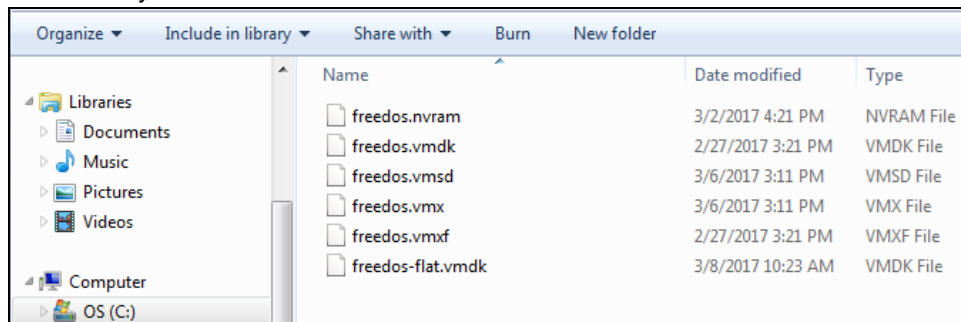 Organize ▼ Include in library ▼ Share with ▼ Burn New folder
Name Date modified Type
Libraries
Documents
Music
Pictures
Videos
Computer
OS (C:)
freedos.nvram 3/2/2017 4:21 PM NVRAM File
freedos.vmdk 2/27/2017 3:21 PM VMDK File
freedos.vmsd 3/6/2017 3:11 PM VMSD File
freedos.vmx 3/6/2017 3:11 PM VMX File
freedos.vmxf 2/27/2017 3:21 PM VMXF File
freedos-flat.vmdk 3/8/2017 10:23 AM VMDK File